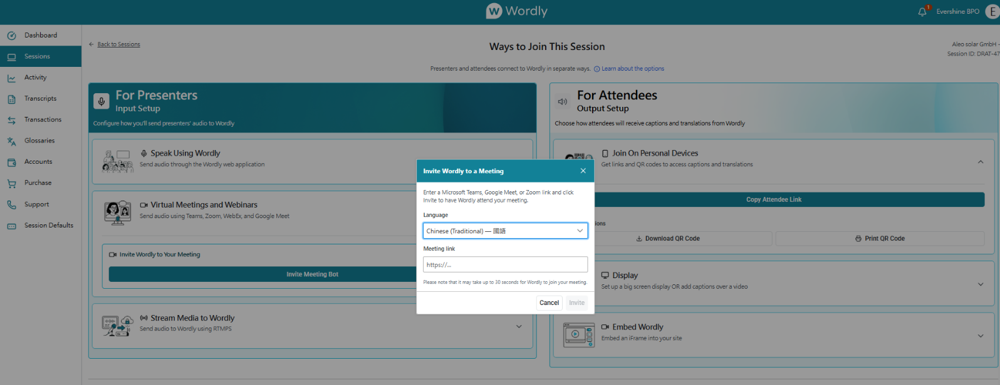 Wordly
1
Evershine BPO
E
Dashboard
Sessions
Activity
Transcripts
Transactions
Glossaries
Accounts
Purchase
Support
Session Defaults
Back to Sessions
Ways to Join This Session
Aleo solar GmbH -
Session ID: DRAT-47
Presenters and attendees connect to Wordly in separate ways. Learn about the options
For Presenters
Input Setup
Configure how you'll send presenters' audio to Wordly
Speak Using Wordly
Send audio through the Wordly web application
Virtual Meetings and Webinars
Send audio using Teams, Zoom, WebEx, and Google Meet
Invite Wordly to Your Meeting
Invite Meeting Bot
Stream Media to Wordly
Send audio to Wordly using RTMPS
Invite Wordly to a Meeting
Enter a Microsoft Teams, Google Meet, or Zoom link and click
Invite to have Wordly attend your meeting.
Language
Chinese (Traditional) — 國語
Meeting link
https://...
Please note that it may take up to 30 seconds for Wordly to join your meeting.
Cancel
Invite
For Attendees
Output Setup
Choose how attendees will receive captions and translations from Wordly
Join On Personal Devices
Get links and QR codes to access captions and translations
Copy Attendee Link
ions
Download QR Code
Print QR Code
Display
Set up a big screen display OR add captions over a video
Embed Wordly
Embed an iFrame into your site